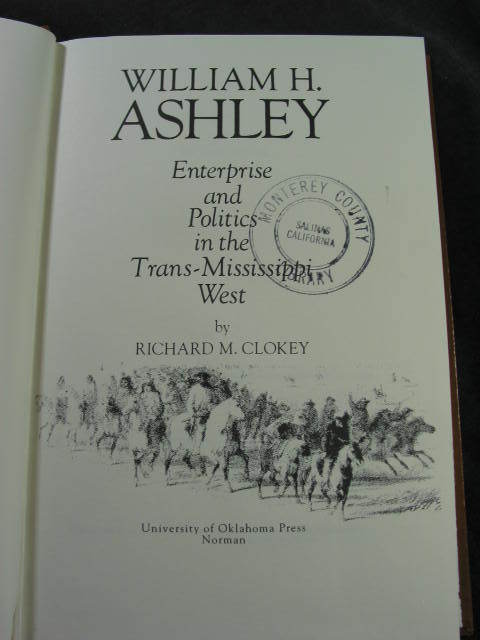 WILLIAM H.
ASHLEY
Enterprise
and
Politics
in the
Trans-Mississippi
West
MONTEREY COUNTY
SALINAS
CALIFORNIA
LIBRARY
by
RICHARD M. CLOKEY
University of Oklahoma Press
Norman